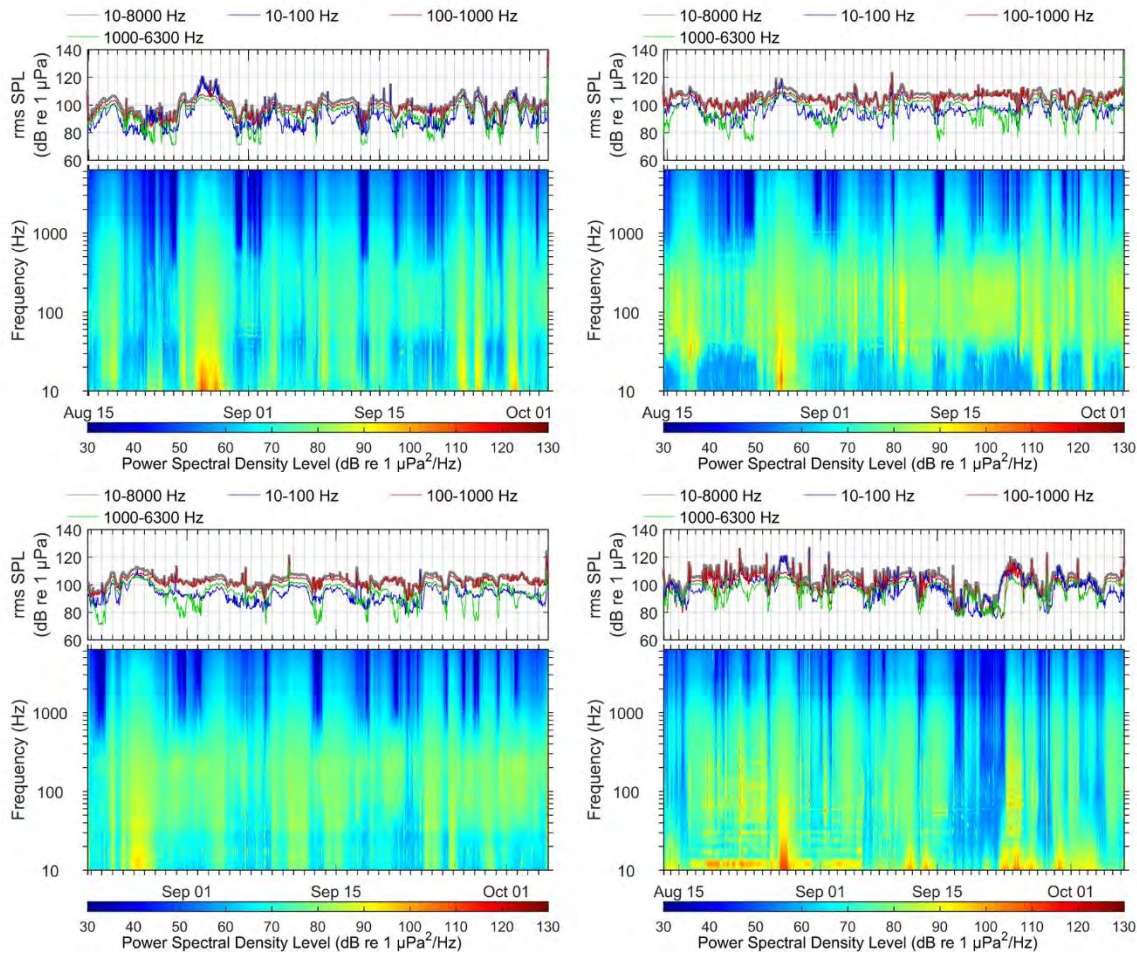 10-8000 Hz 10-100 Hz 100-1000 Hz
1000-6300 Hz
140
120
100
80
60
rms SPL
(dB re 1 µPa)
1000
100
10
Frequency (Hz)
Aug 15 Sep 01 Sep 15 Oct 01
30 40 50 60 70 80 90 100 110 120 130
Power Spectral Density Level (dB re 1 µPa²/Hz)
10-8000 Hz 10-100 Hz 100-1000 Hz
1000-6300 Hz
140
120
100
80
60
rms SPL
(dB re 1 µPa)
1000
100
10
Frequency (Hz)
Aug 15 Sep 01 Sep 15 Oct 01
30 40 50 60 70 80 90 100 110 120 130
Power Spectral Density Level (dB re 1 µPa²/Hz)
10-8000 Hz 10-100 Hz 100-1000 Hz
1000-6300 Hz
140
120
100
80
60
rms SPL
(dB re 1 µPa)
1000
100
10
Frequency (Hz)
Sep 01 Sep 15 Oct 01
30 40 50 60 70 80 90 100 110 120 130
Power Spectral Density Level (dB re 1 µPa²/Hz)
10-8000 Hz 10-100 Hz 100-1000 Hz
1000-6300 Hz
140
120
100
80
60
rms SPL
(dB re 1 µPa)
1000
100
10
Frequency (Hz)
Aug 15 Sep 01 Sep 15 Oct 01
30 40 50 60 70 80 90 100 110 120 130
Power Spectral Density Level (dB re 1 µPa²/Hz)